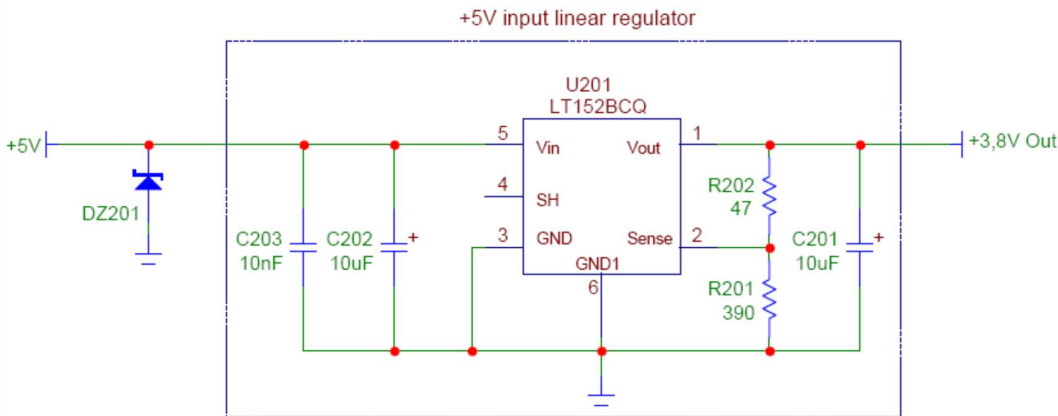 +5V input linear regulator
U201
LT152BCQ
+5V
5
Vin
Vout
1
+3,8V Out
4
SH
R202
47
DZ201
C203
10nF
C202
10uF
+
3
GND
Sense
2
C201
10uF
+
GND1
6
R201
390